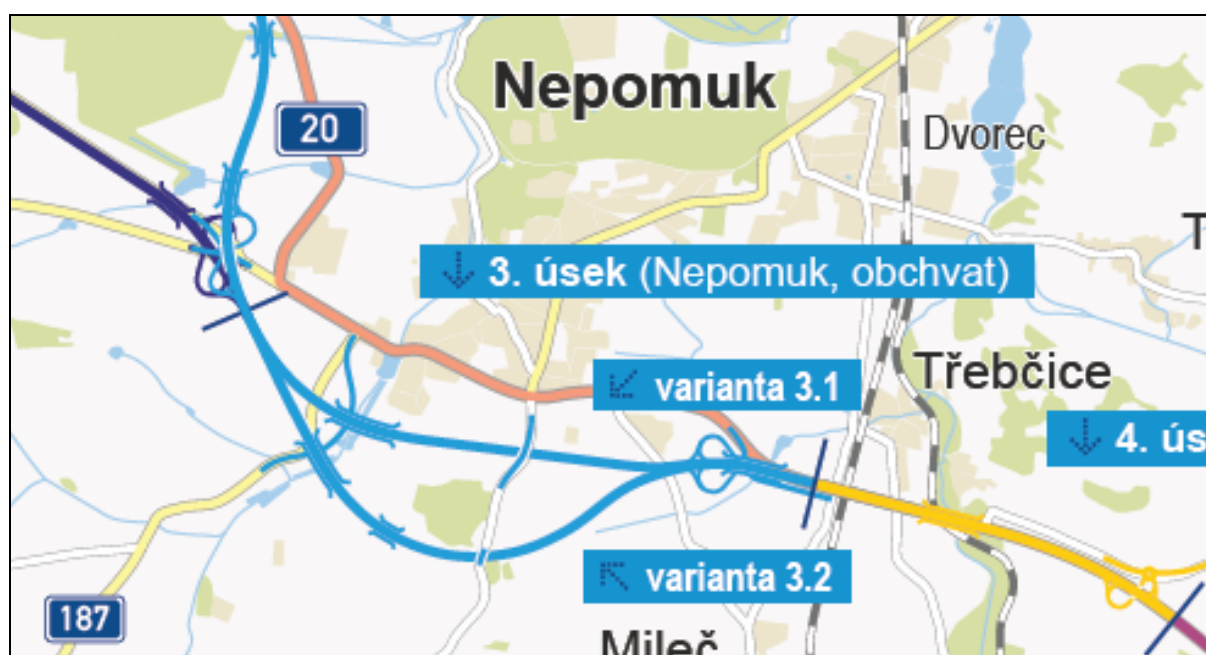 Nepomuk
20
Dvorec
T
3. úsek (Nepomuk, obchvat)
Třebčice
varianta 3.1
4. ús
varianta 3.2
187
Mileč